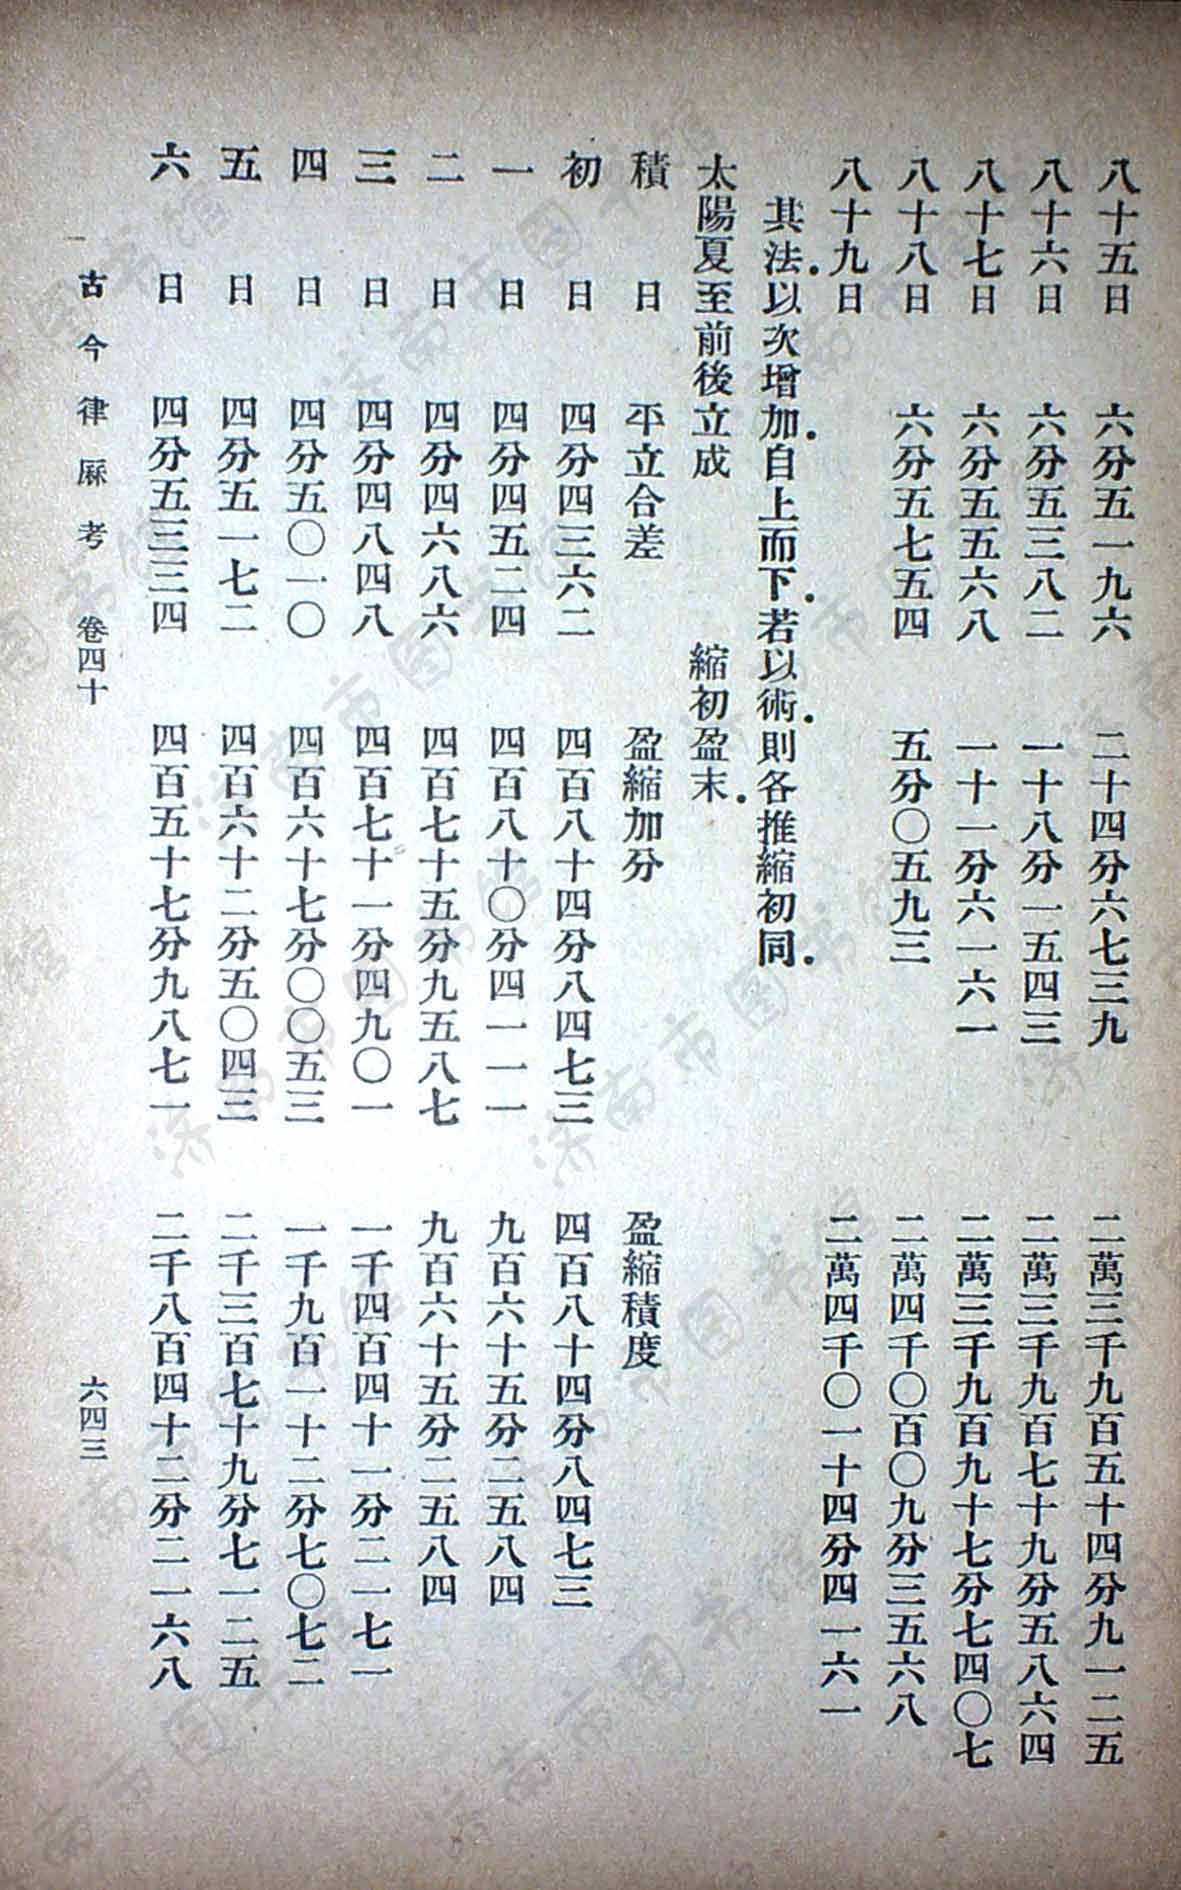 八十五日　六分五一九六　二十四分六七三九　二萬三千九百五十四分九一二五
八十六日　六分五三八二　一十八分一五四三　二萬三千九百七十九分五八六四
八十七日　六分五五六八　一十一分六一六一　二萬三千九百九十七分七四〇七
八十八日　六分五七五四　五分〇五九三　二萬四千〇百〇九分三五六八
八十九日　二萬四千〇一十四分四一六一
其法．以次增加．自上而下．若以術．則各推縮初同．
太陽夏至前後立成　縮初盈末．
積日　平立合差　盈縮加分　盈縮積度
初日　四分四三六二　四百八十四分八四七三　四百八十四分八四七三
一日　四分四五二四　四百八十〇分四一一一　九百六十五分二五八四
二日　四分四六八六　四百七十五分九五八七　九百六十五分二五八四
三日　四分四八四八　四百七十一分四九〇一　一千四百四十一分二一七一
四日　四分五〇一〇　四百六十七分〇〇五三　一千九百一十二分七〇七二
五日　四分五一七二　四百六十二分五〇四三　二千三百七十九分七一二五
六日　四分五三三四　四百五十七分九八七一　二千八百四十二分二一六八
古今律厤考　卷四十　六四三